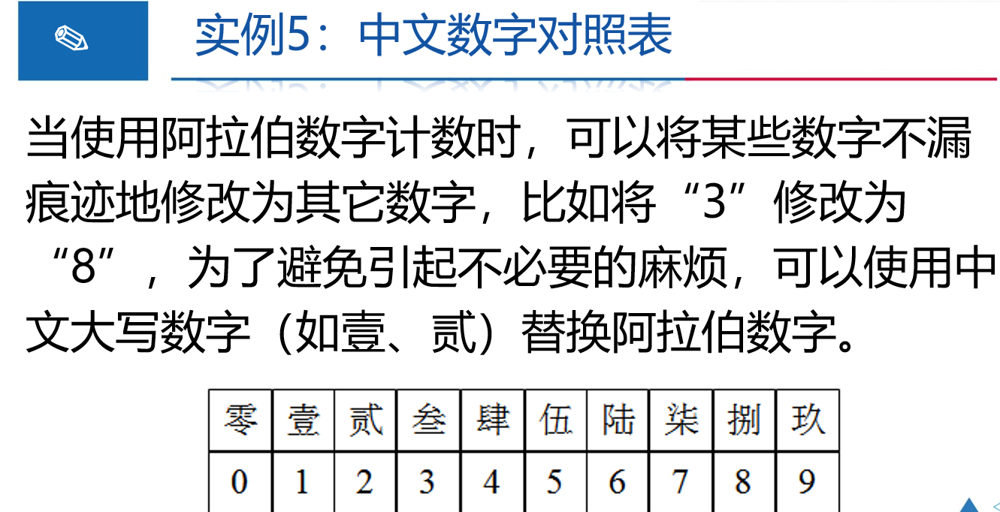 实例5：中文数字对照表
当使用阿拉伯数字计数时，可以将某些数字不漏
痕迹地修改为其它数字，比如将“3”修改为
“8”，为了避免引起不必要的麻烦，可以使用中
文大写数字（如壹、贰）替换阿拉伯数字。
零 壹 贰 叁 肆 伍 陆 柒 捌 玖
0 1 2 3 4 5 6 7 8 9